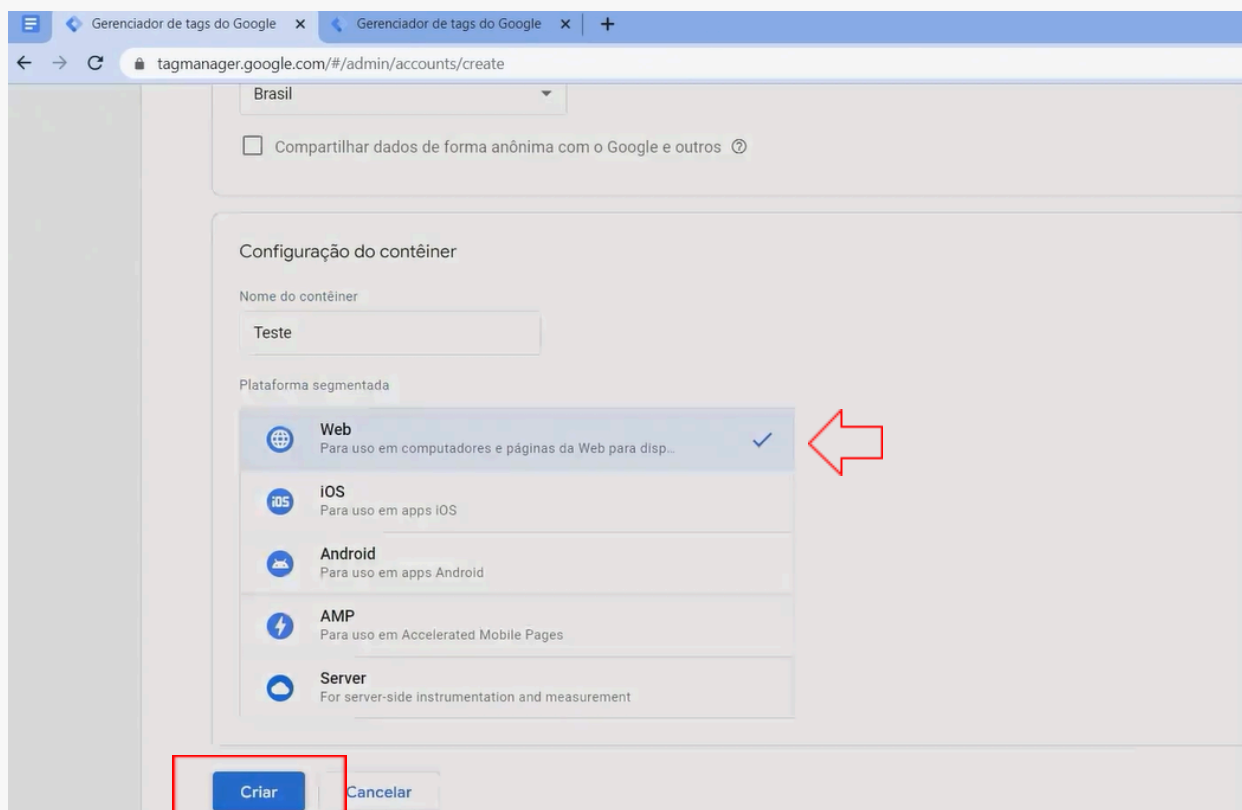 Gerenciador de tags do Google
Gerenciador de tags do Google
tagmanager.google.com/#/admin/accounts/create
Brasil
Compartilhar dados de forma anônima com o Google e outros
Configuração do contêiner
Nome do contêiner
Teste
Plataforma segmentada
Web
Para uso em computadores e páginas da Web para disp...
iOS
iOS
Para uso em apps iOS
Android
Para uso em apps Android
AMP
Para uso em Accelerated Mobile Pages
Server
For server-side instrumentation and measurement
Criar
Cancelar